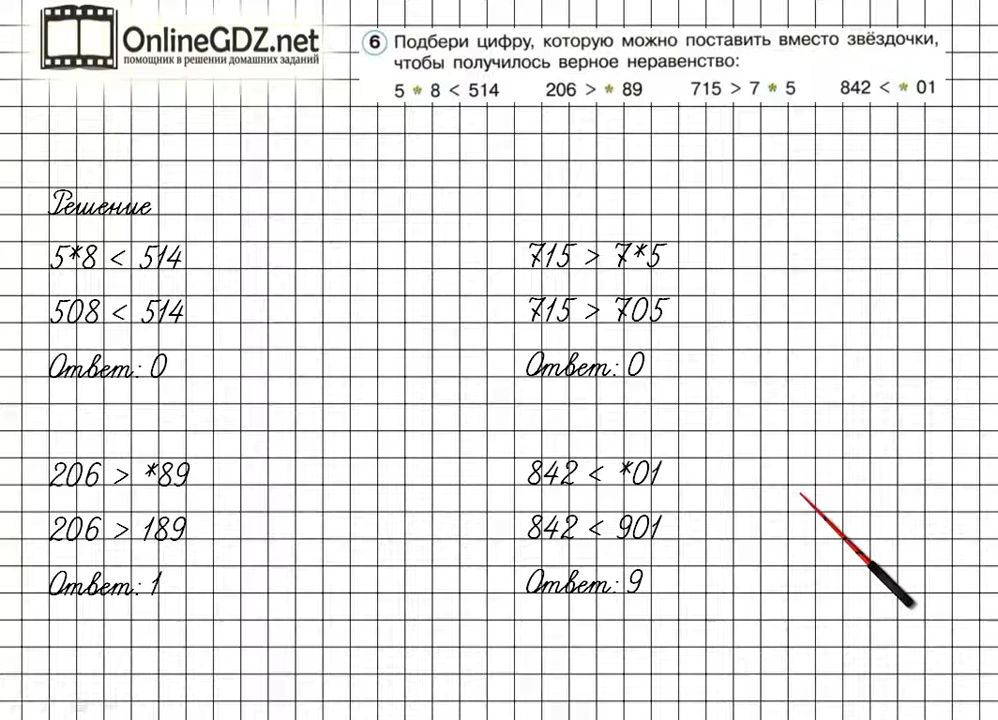 OnlineGDZ.net
помощник в решении домашних заданий
6 Подбери цифру, которую можно поставить вместо звёздочки,
чтобы получилось верное неравенство:
5 * 8 < 514 206 > * 89 715 > 7 * 5 842 < * 01
Решение
5*8 < 514
508 < 514
Ответ: 0
715 > 7*5
715 > 705
Ответ: 0
206 > *89
206 > 189
Ответ: 1
842 < *01
842 < 901
Ответ: 9